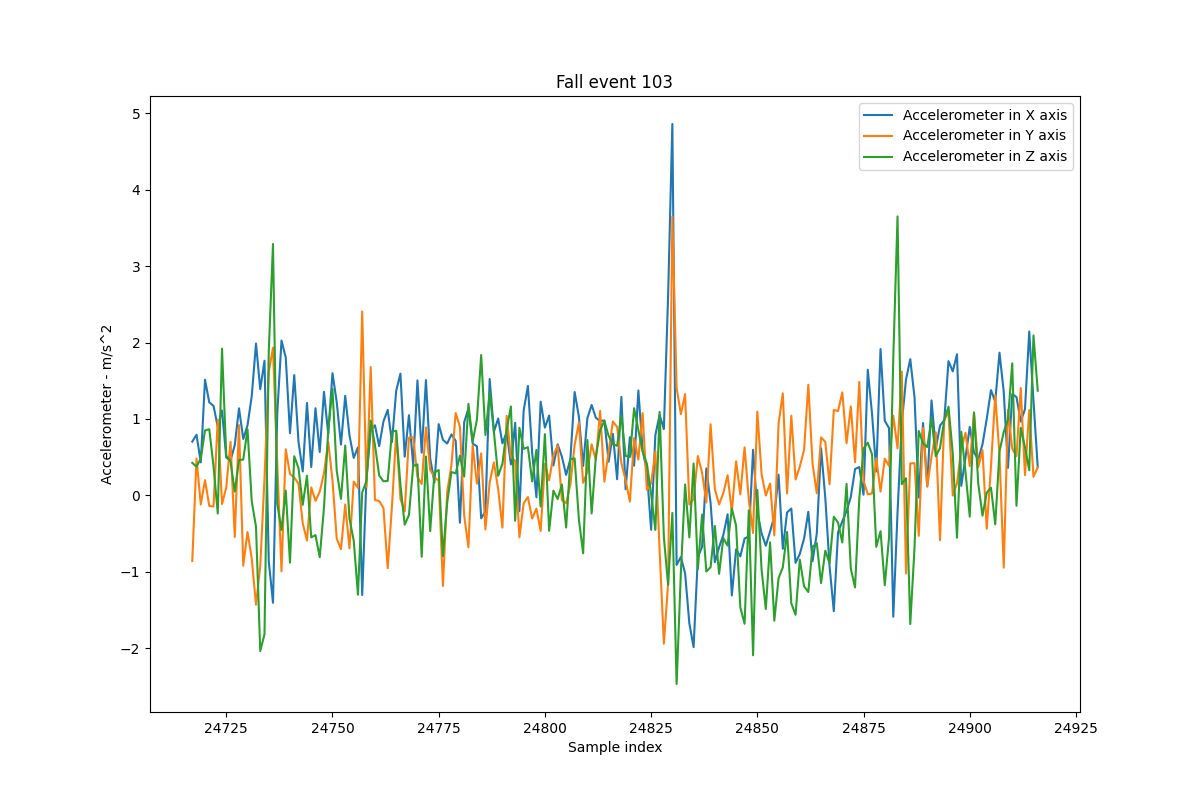 Fall event 103
Accelerometer in X axis
Accelerometer in Y axis
Accelerometer in Z axis
5
4
3
2
1
0
−1
−2
Accelerometer - m/s^2
24725 24750 24775 24800 24825 24850 24875 24900 24925
Sample index